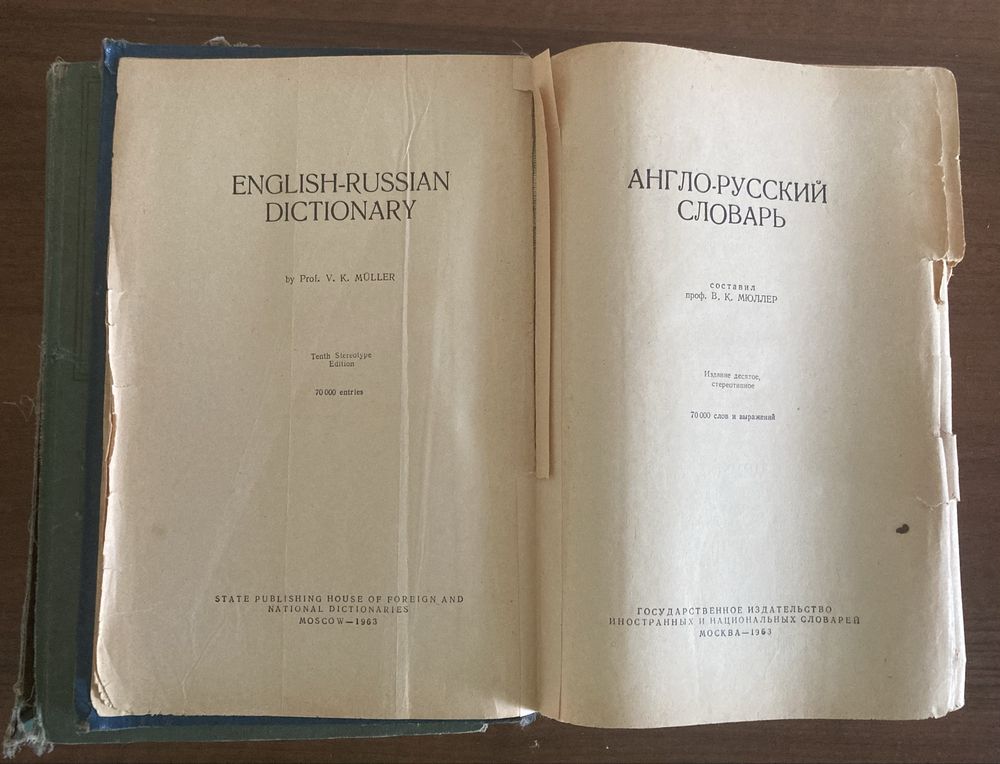 ENGLISH-RUSSIAN
DICTIONARY
by Prof. V. K. MÜLLER
Tenth Stereotype
Edition
70 000 entries
STATE PUBLISHING HOUSE OF FOREIGN AND
NATIONAL DICTIONARIES
MOSCOW—1963
АНГЛО-РУССКИЙ
СЛОВАРЬ
составил
проф. В. К. МЮЛЛЕР
Издание десятое,
стереотипное
70 000 слов и выражений
ГОСУДАРСТВЕННОЕ ИЗДАТЕЛЬСТВО
ИНОСТРАННЫХ И НАЦИОНАЛЬНЫХ СЛОВАРЕЙ
МОСКВА—1963